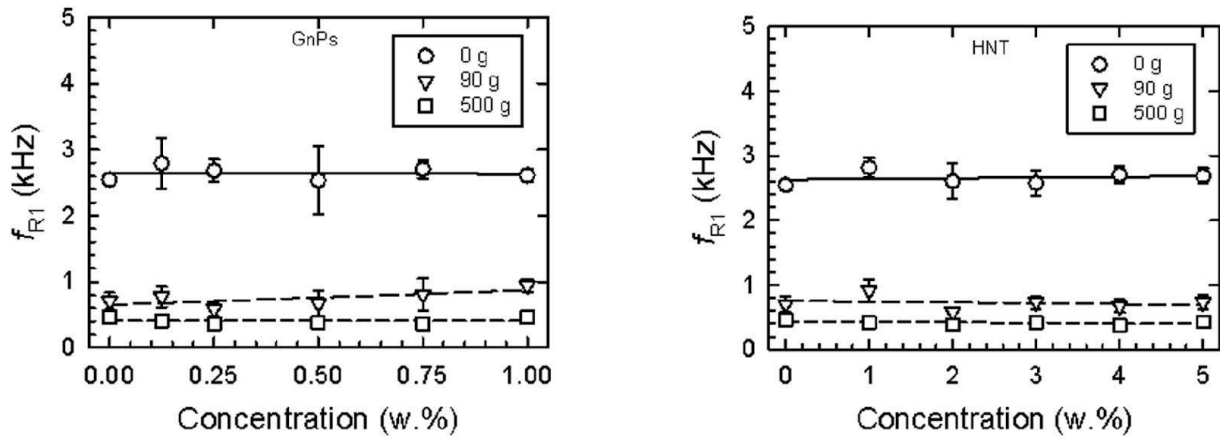 5
4
3
2
1
0
f_R1 (kHz)
GnPs
0 g
90 g
500 g
0.00 0.25 0.50 0.75 1.00
Concentration (w.%)
5
4
3
2
1
0
f_R1 (kHz)
HNT
0 g
90 g
500 g
0 1 2 3 4 5
Concentration (w.%)